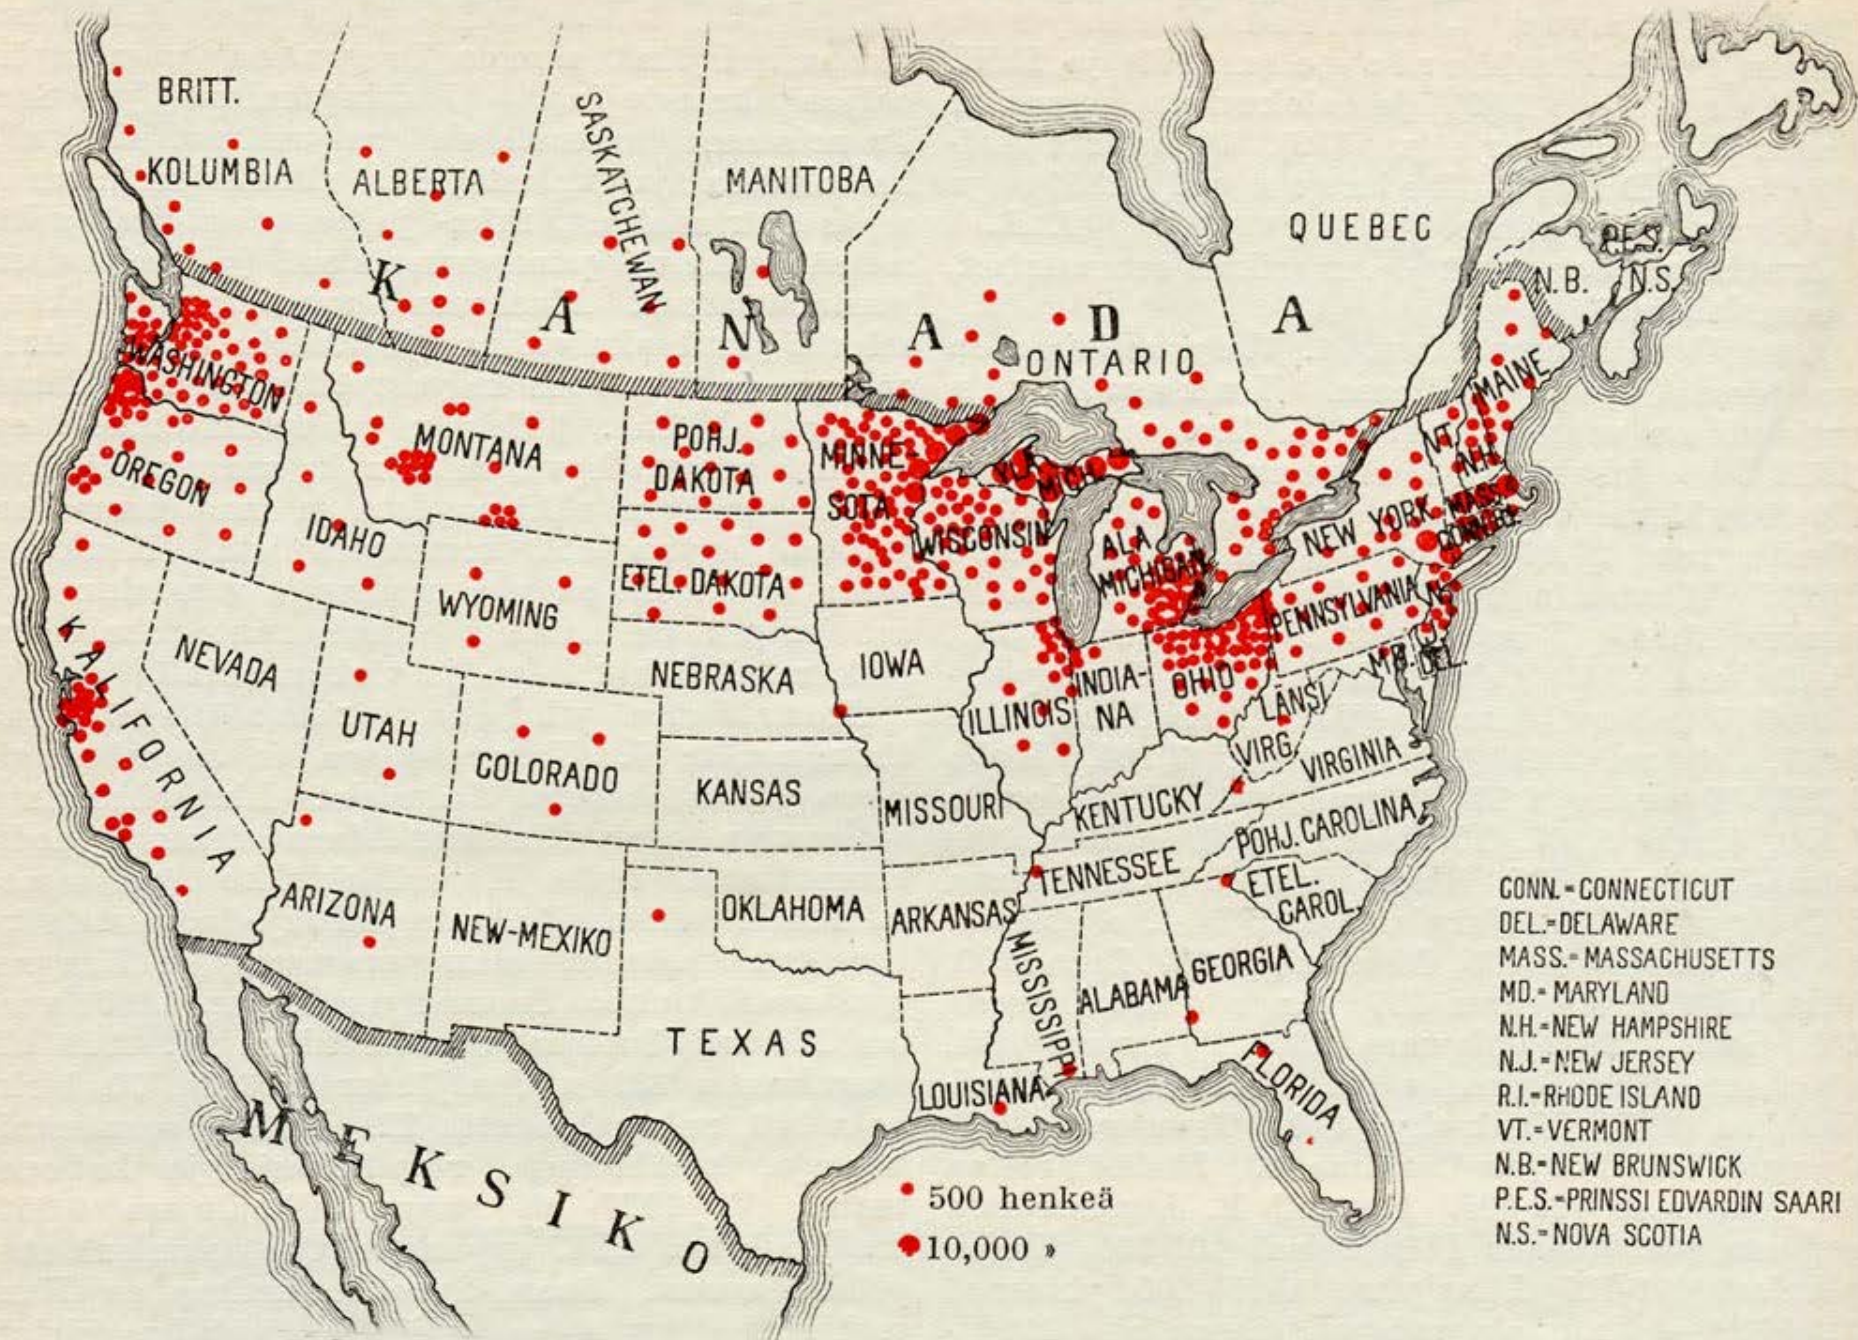 BRITT.
KOLUMBIA
ALBERTA
SASKATCHEWAN
MANITOBA
QUEBEC
P.E.S.
N.B.
N.S.
K A N A D A
ONTARIO
WASHINGTON
MAINE
MONTANA
POHJ.
DAKOTA
MINNE-
SOTA
YLÄ
MICH.
VT.
N.H.
OREGON
IDAHO
WISCONSIN
ALA
MICHIGAN
NEW YORK
MASS.
CONN.
R.I.
WYOMING
ETEL. DAKOTA
PENNSYLVANIA
N.J.
KALIFORNIA
NEVADA
UTAH
COLORADO
NEBRASKA
IOWA
ILLINOIS
INDIA-
NA
OHIO
MD.
DEL.
LÄNSI
VIRG.
VIRGINIA
KANSAS
MISSOURI
KENTUCKY
POHJ. CAROLINA
TENNESSEE
ETEL.
CAROL.
ARIZONA
NEW-MEXIKO
OKLAHOMA
ARKANSAS
MISSISSIPPI
ALABAMA
GEORGIA
TEXAS
LOUISIANA
FLORIDA
MEKSIKO
500 henkeä
10,000 »
CONN.=CONNECTICUT
DEL.=DELAWARE
MASS.=MASSACHUSETTS
MD.=MARYLAND
N.H.=NEW HAMPSHIRE
N.J.=NEW JERSEY
R.I.=RHODE ISLAND
VT.=VERMONT
N.B.=NEW BRUNSWICK
P.E.S.=PRINSSI EDVARDIN SAARI
N.S.=NOVA SCOTIA